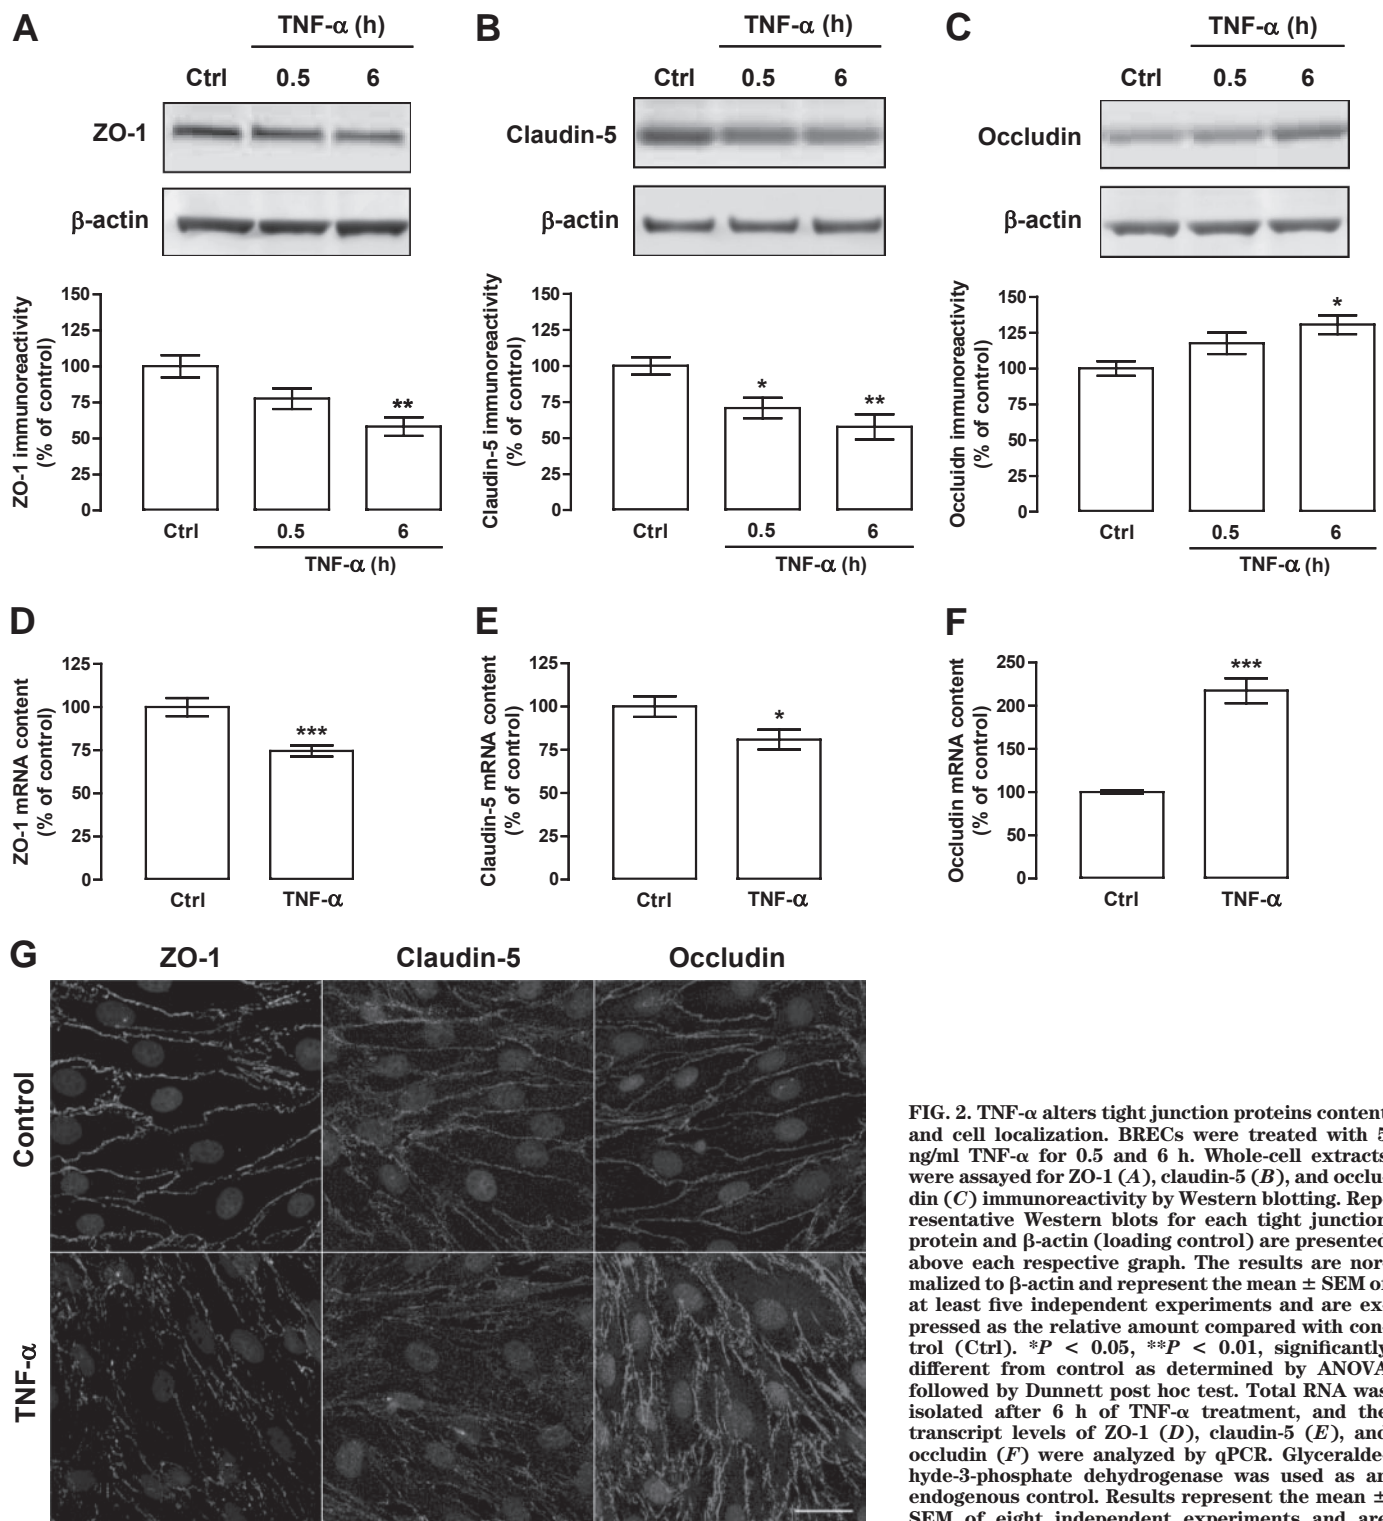 A
TNF-α (h)
Ctrl 0.5 6
ZO-1
β-actin
ZO-1 immunoreactivity
(% of control)
150
125
100
75
50
25
0
Ctrl 0.5 6
**
TNF-α (h)
B
TNF-α (h)
Ctrl 0.5 6
Claudin-5
β-actin
Claudin-5 immunoreactivity
(% of control)
150
125
100
75
50
25
0
*
**
Ctrl 0.5 6
TNF-α (h)
C
TNF-α (h)
Ctrl 0.5 6
Occludin
β-actin
Occluidn immunoreactivity
(% of control)
150
125
100
75
50
25
0
*
Ctrl 0.5 6
TNF-α (h)
D
ZO-1 mRNA content
(% of control)
125
100
75
50
25
0
***
Ctrl TNF-α
E
Claudin-5 mRNA content
(% of control)
125
100
75
50
25
0
*
Ctrl TNF-α
F
Occludin mRNA content
(% of control)
250
200
150
100
50
0
***
Ctrl TNF-α
G
ZO-1 Claudin-5 Occludin
Control
TNF-α
FIG. 2. TNF-α alters tight junction proteins content
and cell localization. BRECs were treated with 5
ng/ml TNF-α for 0.5 and 6 h. Whole-cell extracts
were assayed for ZO-1 (A), claudin-5 (B), and occlu-
din (C) immunoreactivity by Western blotting. Rep-
resentative Western blots for each tight junction
protein and β-actin (loading control) are presented
above each respective graph. The results are nor-
malized to β-actin and represent the mean ± SEM of
at least five independent experiments and are ex-
pressed as the relative amount compared with con-
trol (Ctrl). *P < 0.05, **P < 0.01, significantly
different from control as determined by ANOVA
followed by Dunnett post hoc test. Total RNA was
isolated after 6 h of TNF-α treatment, and the
transcript levels of ZO-1 (D), claudin-5 (E), and
occludin (F) were analyzed by qPCR. Glyceralde-
hyde-3-phosphate dehydrogenase was used as an
endogenous control. Results represent the mean ±
SEM of eight independent experiments and are